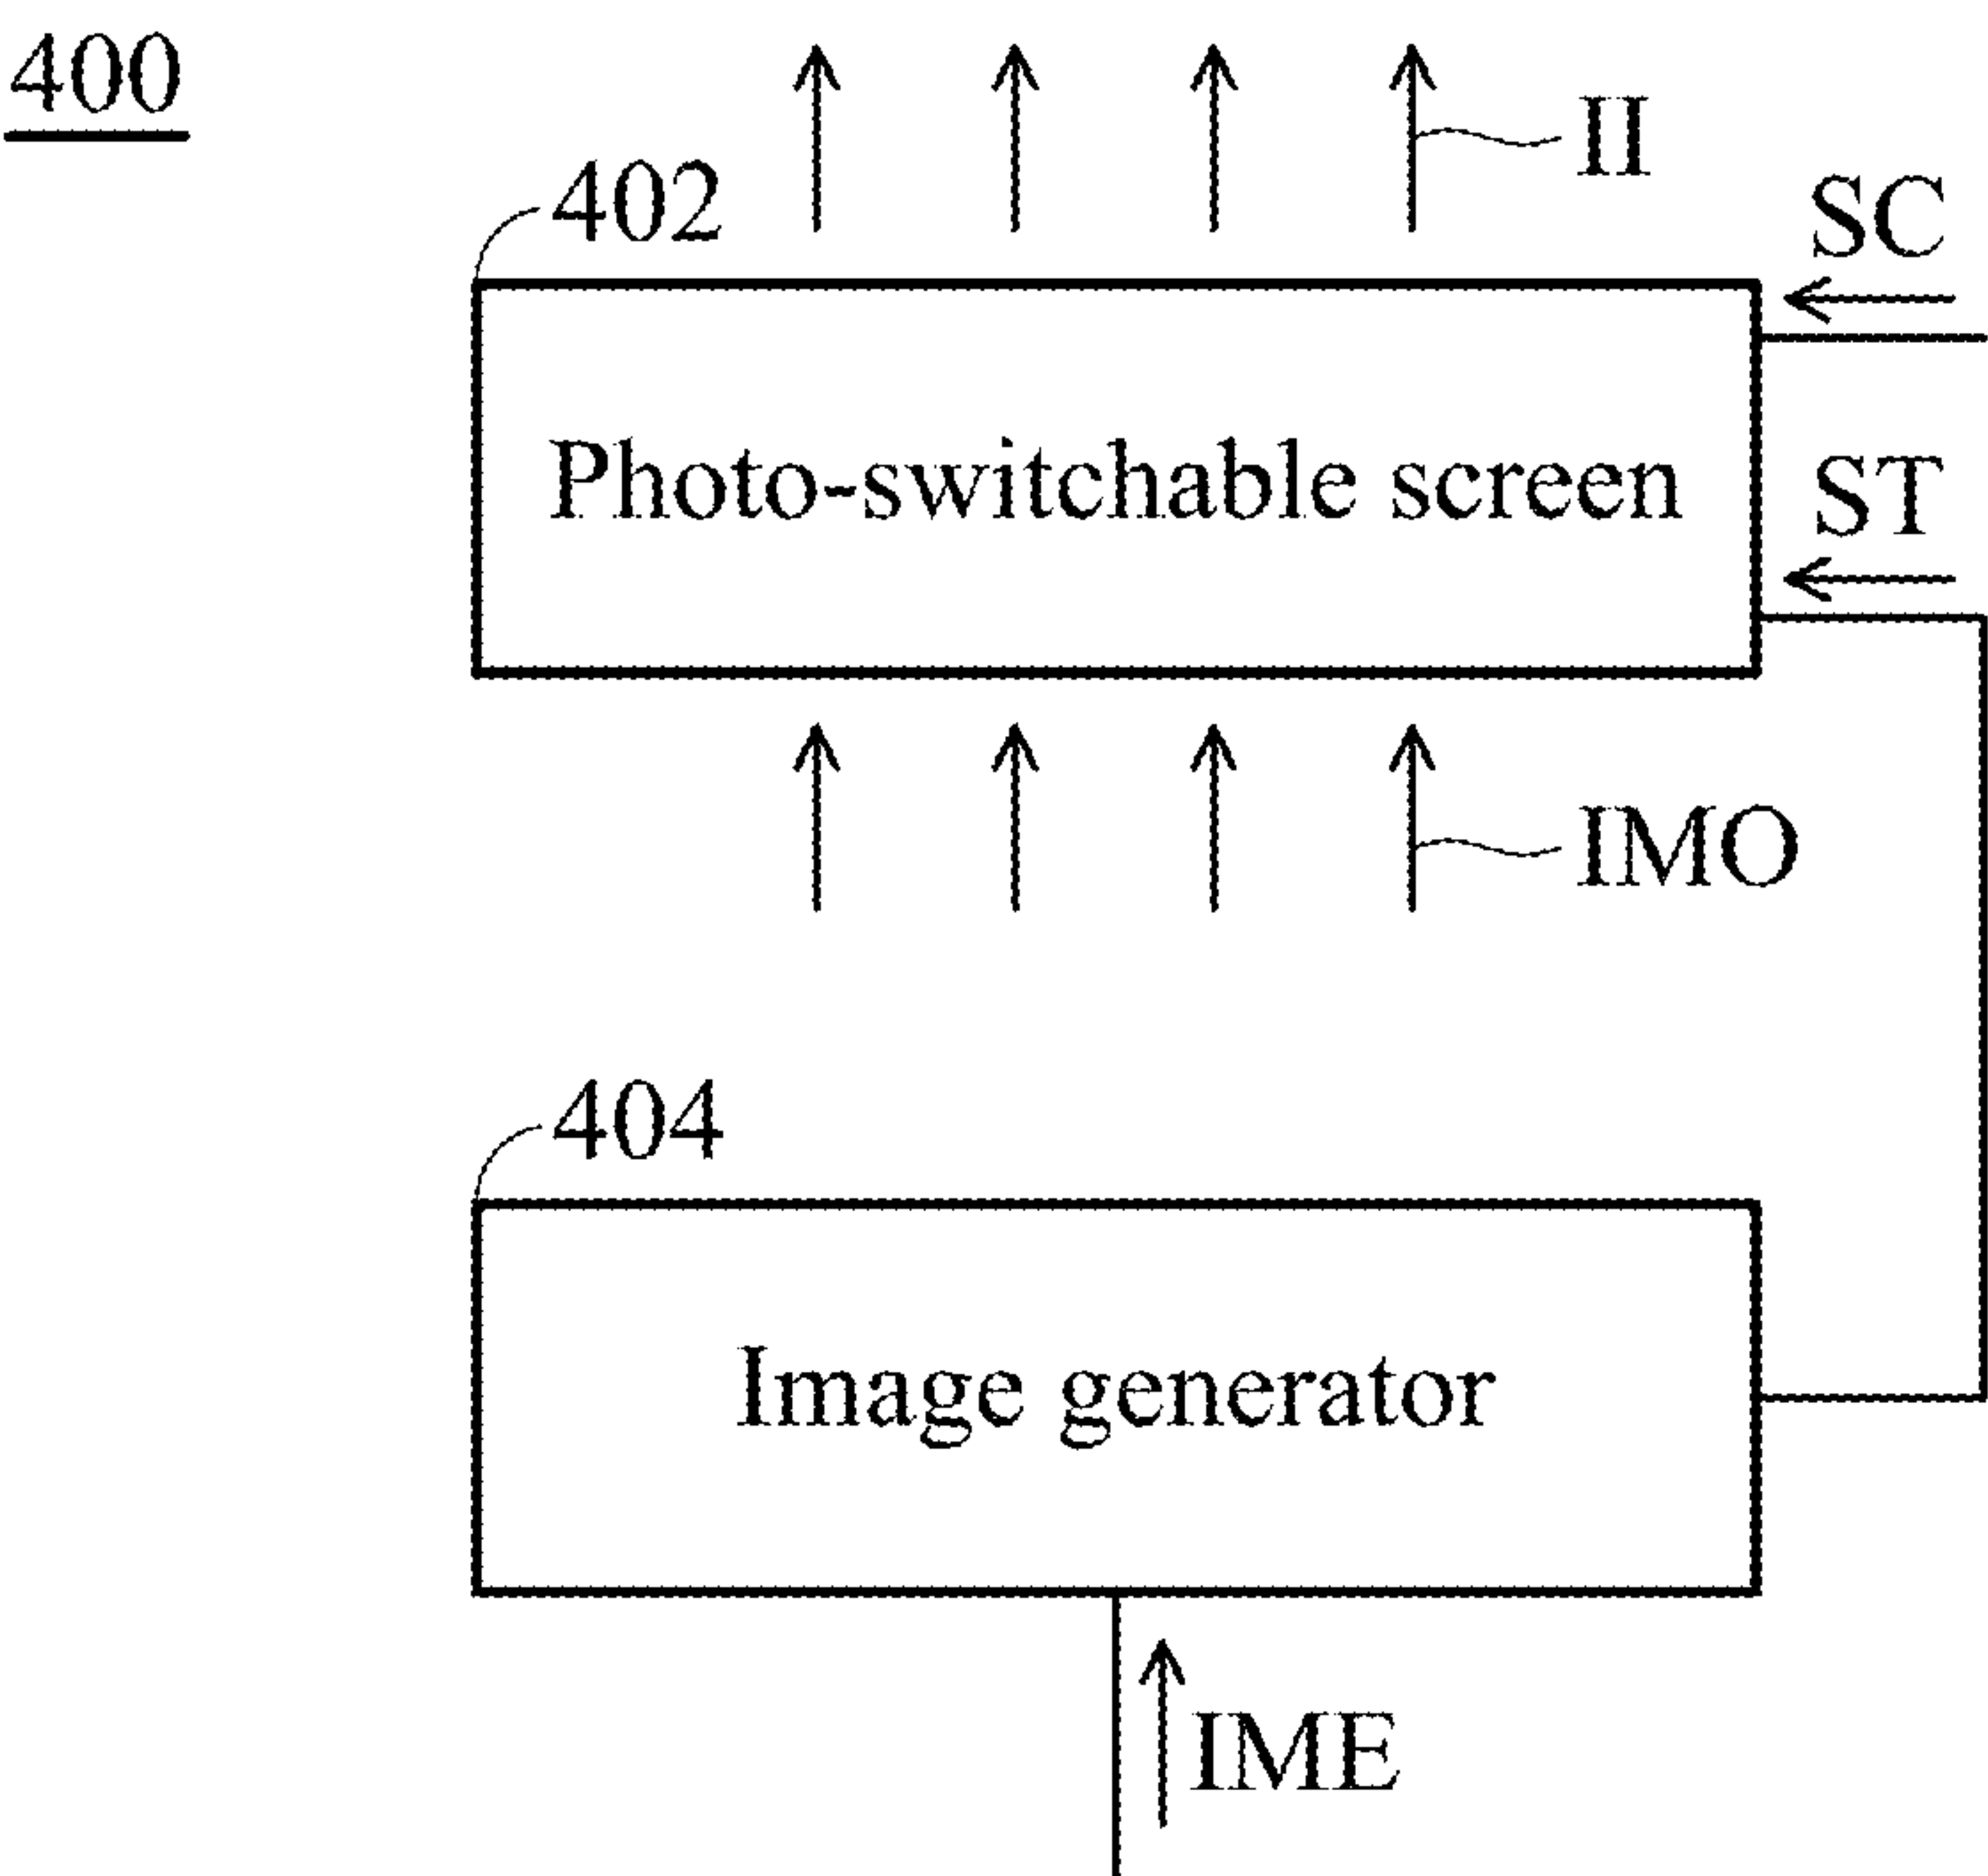 400
II
402
SC
Photo-switchable screen
ST
IMO
404
Image generator
IME